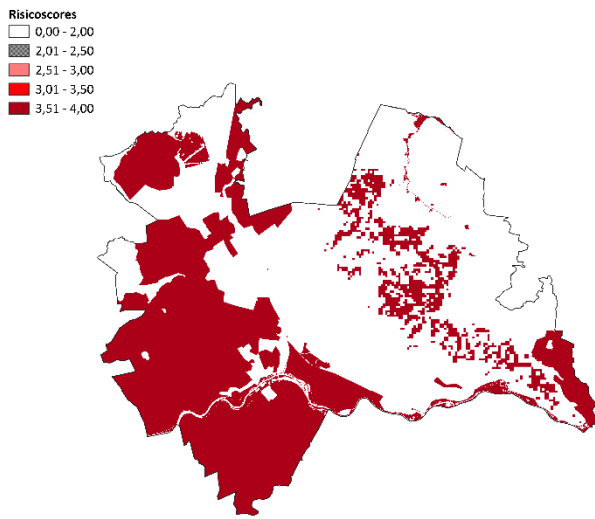 Risicoscores
0,00 - 2,00
2,01 - 2,50
2,51 - 3,00
3,01 - 3,50
3,51 - 4,00